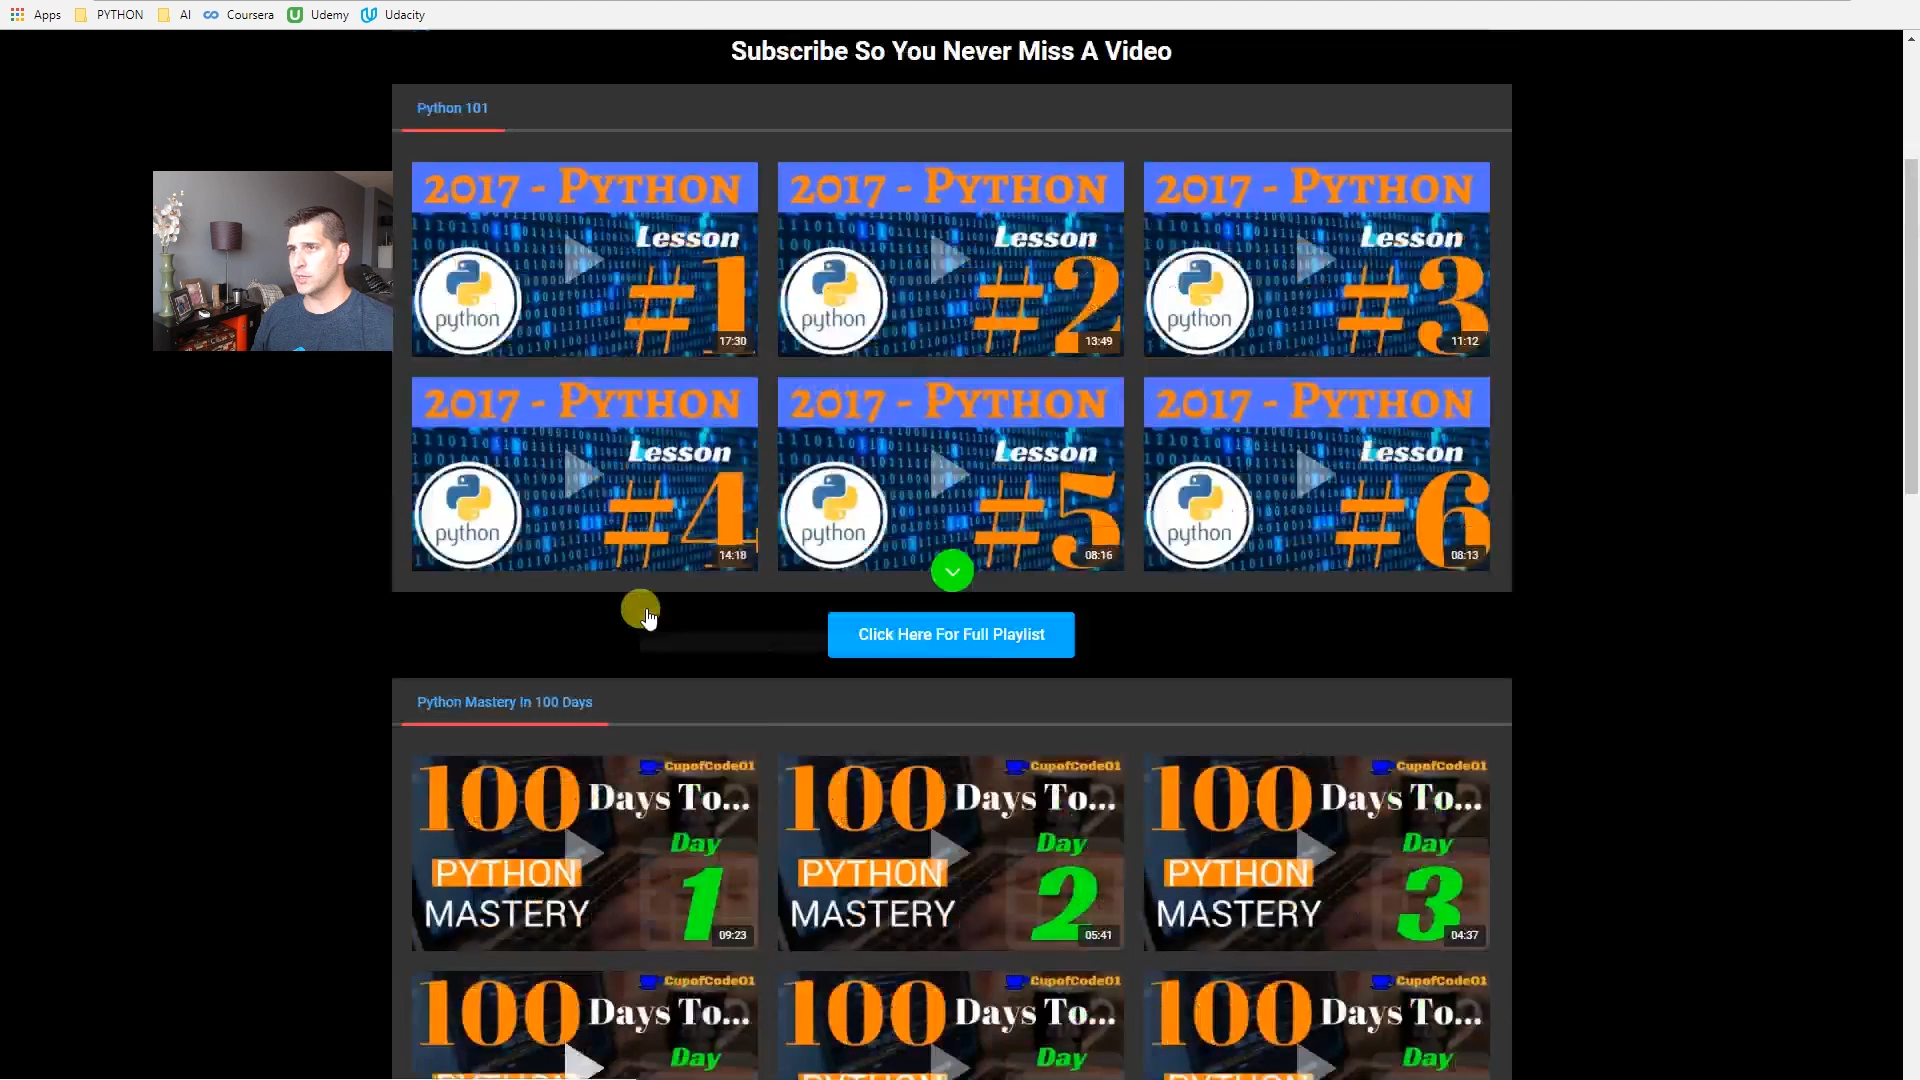 Apps PYTHON AI Coursera Udemy Udacity
Subscribe So You Never Miss A Video
Python 101
2017 - PYTHON
Lesson
#1
python
17:30
2017 - PYTHON
Lesson
#2
python
13:49
2017 - PYTHON
Lesson
#3
python
11:12
2017 - PYTHON
Lesson
#4
python
14:18
2017 - PYTHON
Lesson
#5
python
08:16
2017 - PYTHON
Lesson
#6
python
08:13
Click Here For Full Playlist
Python Mastery In 100 Days
CupofCode01
100 Days To...
Day
1
PYTHON
MASTERY
09:23
CupofCode01
100 Days To...
Day
2
PYTHON
MASTERY
05:41
CupofCode01
100 Days To...
Day
3
PYTHON
MASTERY
04:37
CupofCode01
100 Days To...
Day
PYTHON
CupofCode01
100 Days To...
Day
PYTHON
CupofCode01
100 Days To...
Day
PYTHON